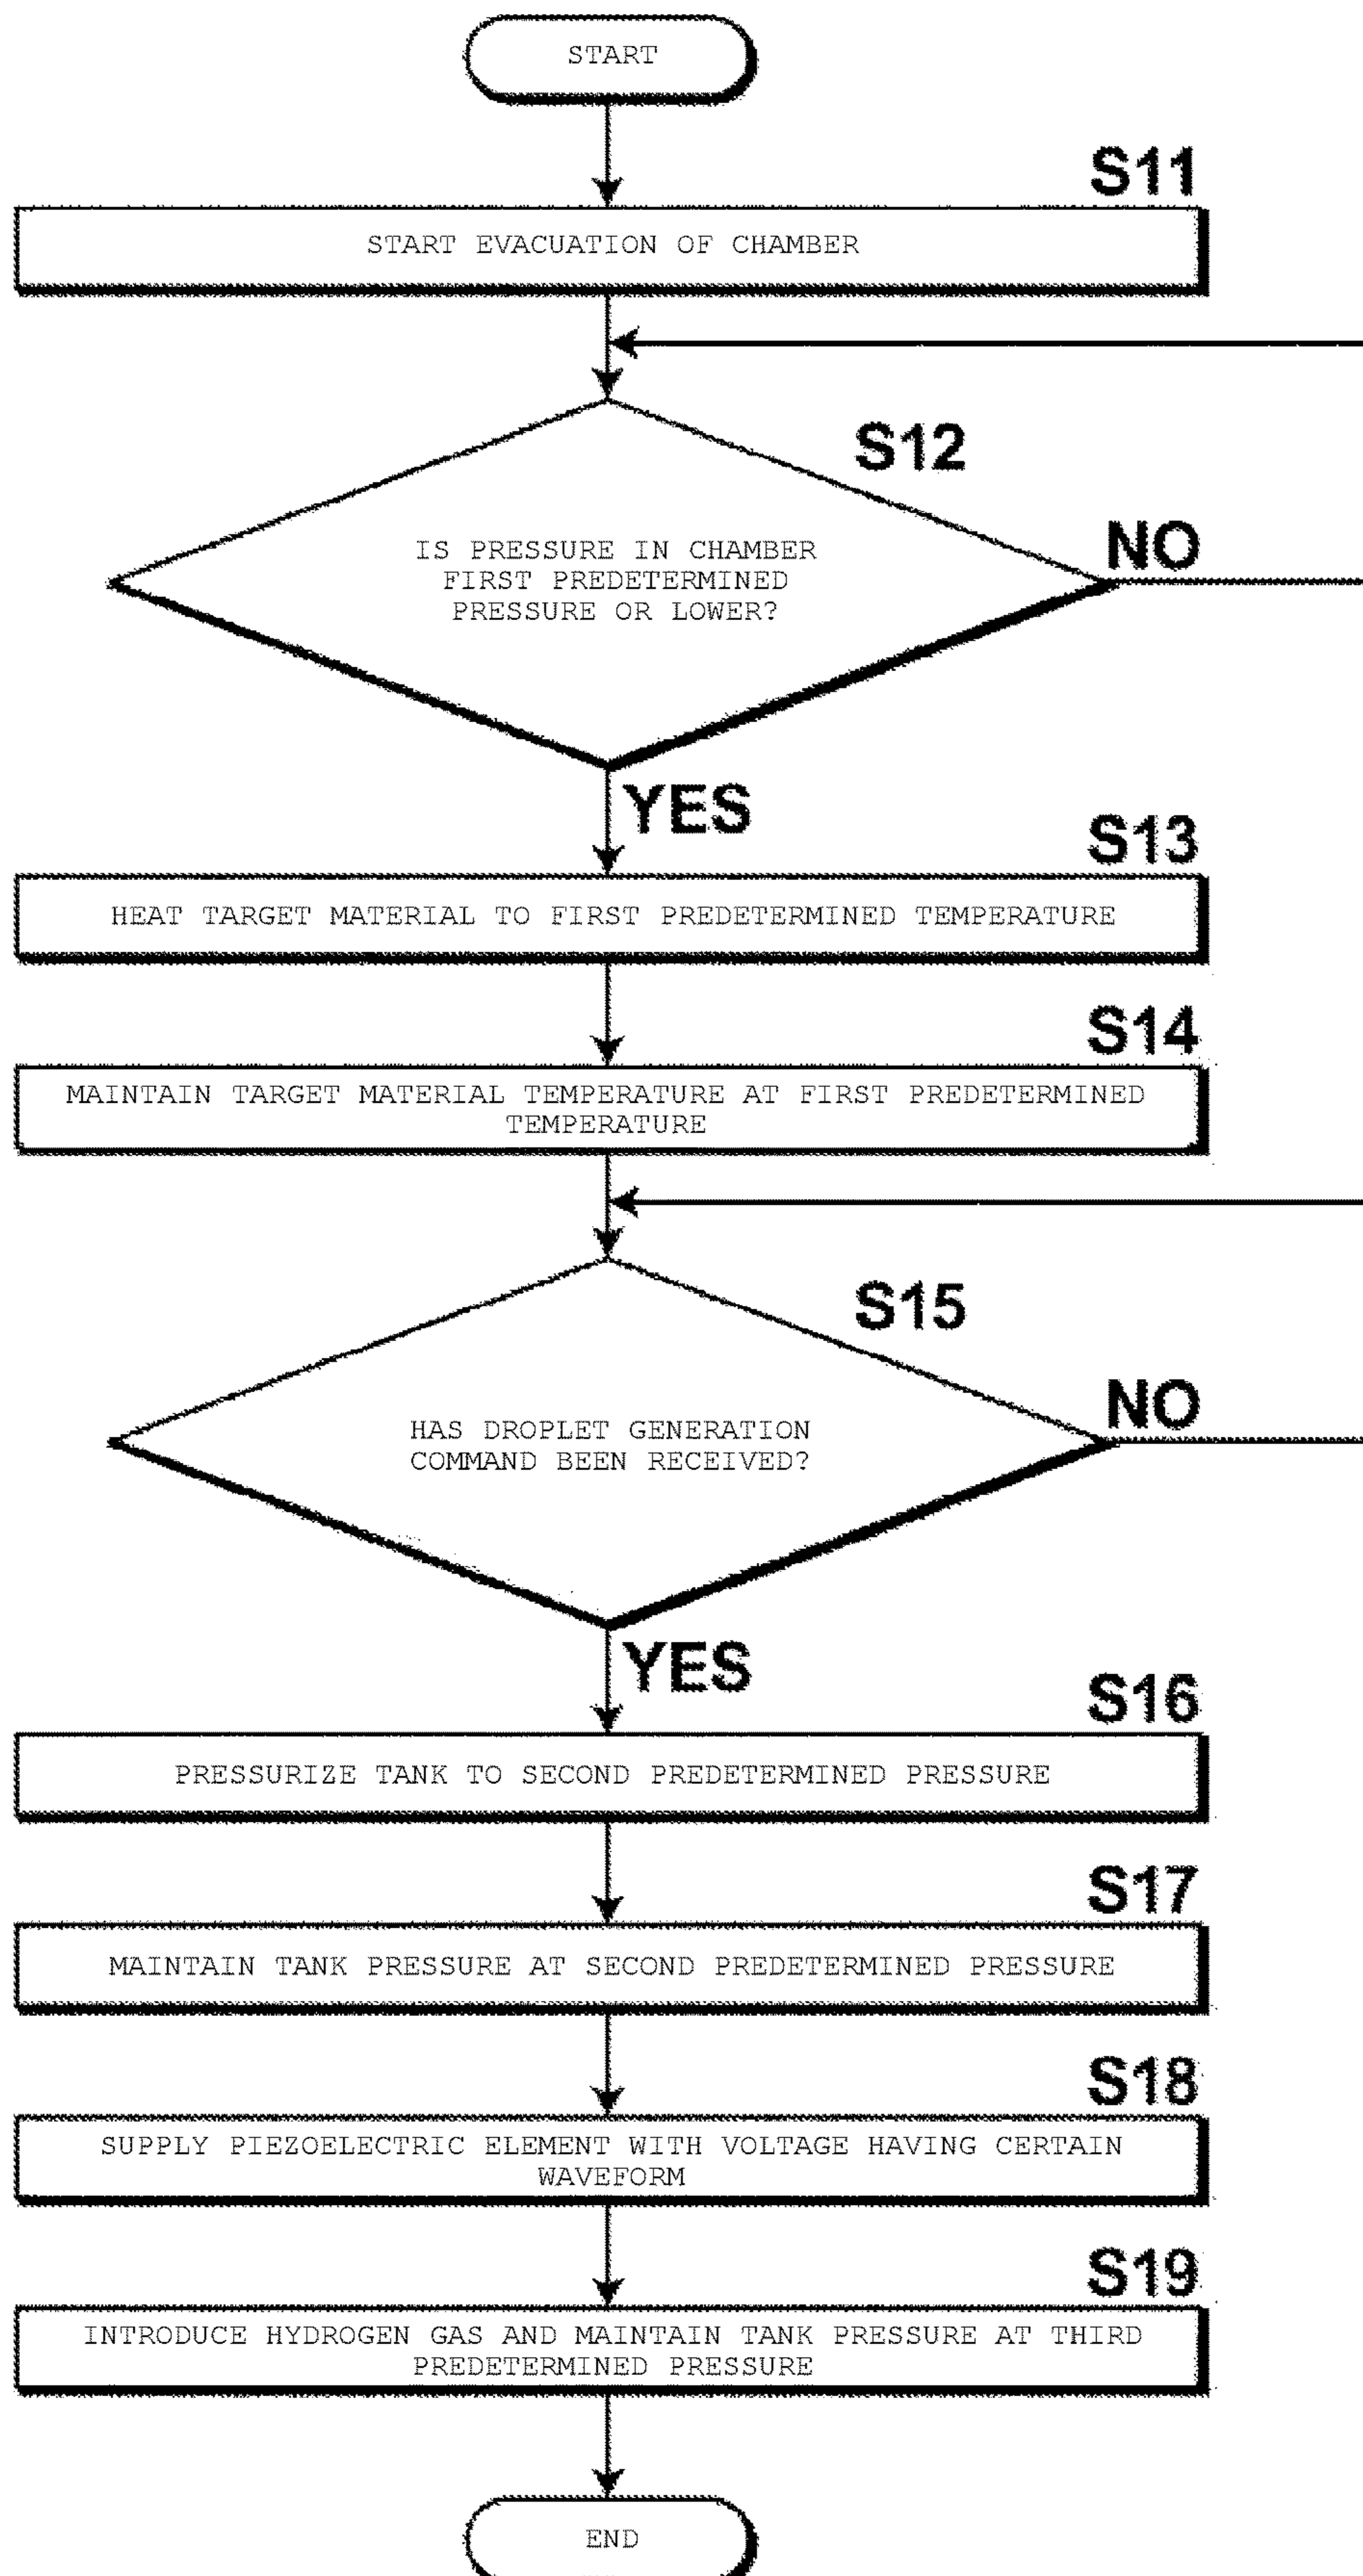 START
S11
START EVACUATION OF CHAMBER
S12
IS PRESSURE IN CHAMBER
FIRST PREDETERMINED
PRESSURE OR LOWER?
NO
YES
S13
HEAT TARGET MATERIAL TO FIRST PREDETERMINED TEMPERATURE
S14
MAINTAIN TARGET MATERIAL TEMPERATURE AT FIRST PREDETERMINED
TEMPERATURE
S15
HAS DROPLET GENERATION
COMMAND BEEN RECEIVED?
NO
YES
S16
PRESSURIZE TANK TO SECOND PREDETERMINED PRESSURE
S17
MAINTAIN TANK PRESSURE AT SECOND PREDETERMINED PRESSURE
S18
SUPPLY PIEZOELECTRIC ELEMENT WITH VOLTAGE HAVING CERTAIN
WAVEFORM
S19
INTRODUCE HYDROGEN GAS AND MAINTAIN TANK PRESSURE AT THIRD
PREDETERMINED PRESSURE
END